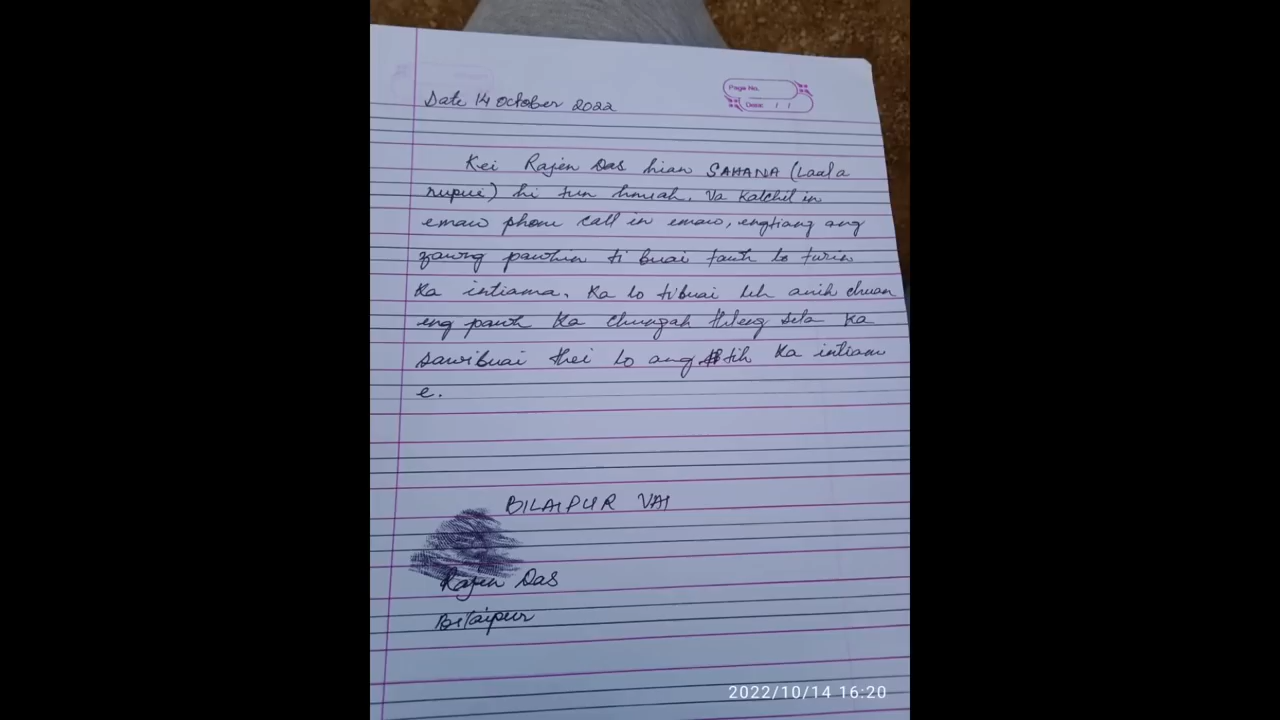 Page No.
Date: / /
Date 14 October 2022
Kei Rajen Das hian SAHANA (Laala
nupui) hi tun hnuah, va Katchil in
emaw phone call in emaw, engtiang ang
zawng pawhin ti buai tawh lo turin
Ka intiama. Ka lo tibuai leh anih chuan
eng pawh Ka chungah thleng sela Ka
sawibuai thei lo ang tih Ka intiam
e.
BILAIPUR VAI
Rajen Das
Bilaipur
2022/10/14 16:20